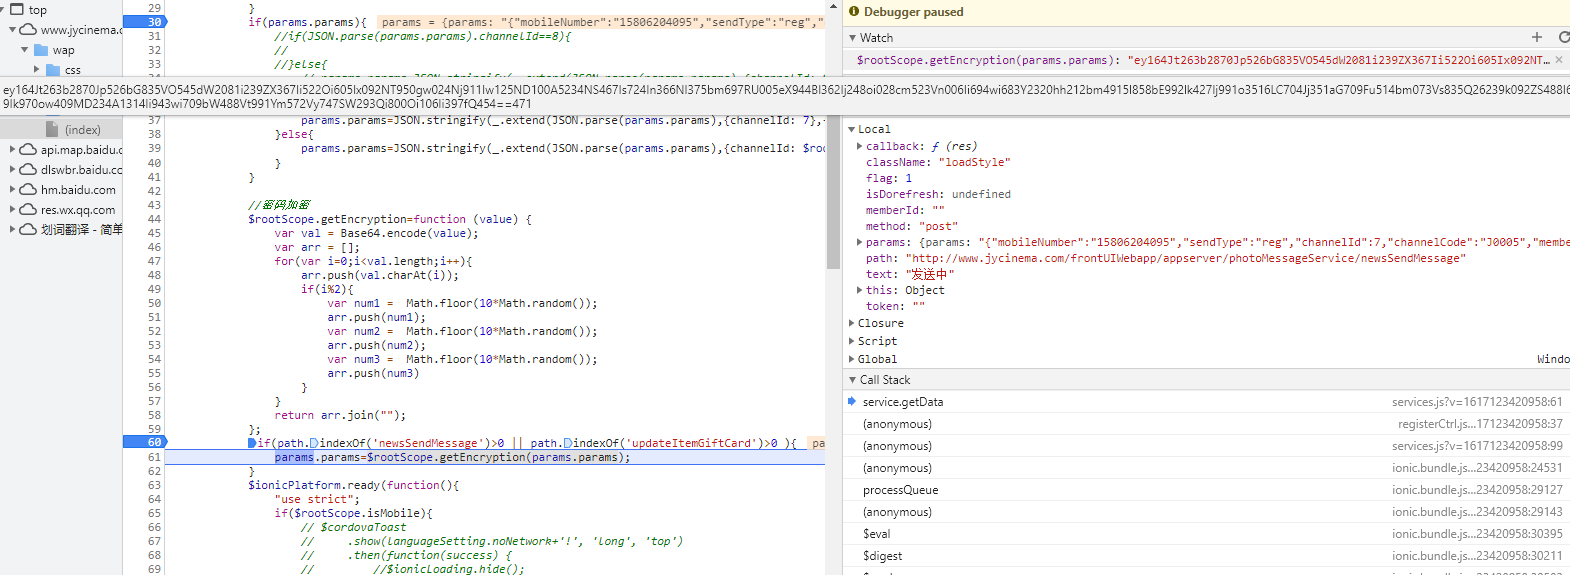 top
www.jycinema.c
wap
css
(index)
api.map.baidu.c
dlswbr.baidu.cc
hm.baidu.com
res.wx.qq.com
划词翻译 - 简单
29 }
30 if(params.params){ params = {params: "{"mobileNumber":"15806204095","sendType":"reg","
31 //if(JSON.parse(params.params).channelId==8){
32 //
33 //}else{
37 params.params=JSON.stringify(_.extend(JSON.parse(params.params),{channelId: 7},
38 }else{
39 params.params=JSON.stringify(_.extend(JSON.parse(params.params),{channelId: $ro
40 }
41 }
42
43 //密码加密
44 $rootScope.getEncryption=function (value) {
45 var val = Base64.encode(value);
46 var arr = [];
47 for(var i=0;i<val.length;i++){
48 arr.push(val.charAt(i));
49 if(i%2){
50 var num1 = Math.floor(10*Math.random());
51 arr.push(num1);
52 var num2 = Math.floor(10*Math.random());
53 arr.push(num2);
54 var num3 = Math.floor(10*Math.random());
55 arr.push(num3)
56 }
57 }
58 return arr.join("");
59 };
60 if(path.indexOf('newsSendMessage')>0 || path.indexOf('updateItemGiftCard')>0 ){ pa
61 params.params=$rootScope.getEncryption(params.params);
62 }
63 $ionicPlatform.ready(function(){
64 "use strict";
65 if($rootScope.isMobile){
66 // $cordovaToast
67 // .show(languageSetting.noNetwork+'!', 'long', 'top')
68 // .then(function(success) {
69 // //$ionicLoading.hide();
Debugger paused
Watch
$rootScope.getEncryption(params.params): "ey164Jt263b2870Jp526bG835VO545dW2081i239ZX367Ii522Oi605Ix092NT…
Local
callback: ƒ (res)
className: "loadStyle"
flag: 1
isDorefresh: undefined
memberId: ""
method: "post"
params: {params: "{"mobileNumber":"15806204095","sendType":"reg","channelId":7,"channelCode":"J0005","membe
path: "http://www.jycinema.com/frontUIWebapp/appserver/photoMessageService/newsSendMessage"
text: "发送中"
this: Object
token: ""
Closure
Script
Global Windo
Call Stack
service.getData services.js?v=1617123420958:61
(anonymous) registerCtrl.js…17123420958:37
(anonymous) services.js?v=1617123420958:99
(anonymous) ionic.bundle.js…23420958:24531
processQueue ionic.bundle.js…23420958:29127
(anonymous) ionic.bundle.js…23420958:29143
$eval ionic.bundle.js…23420958:30395
$digest ionic.bundle.js…23420958:30211